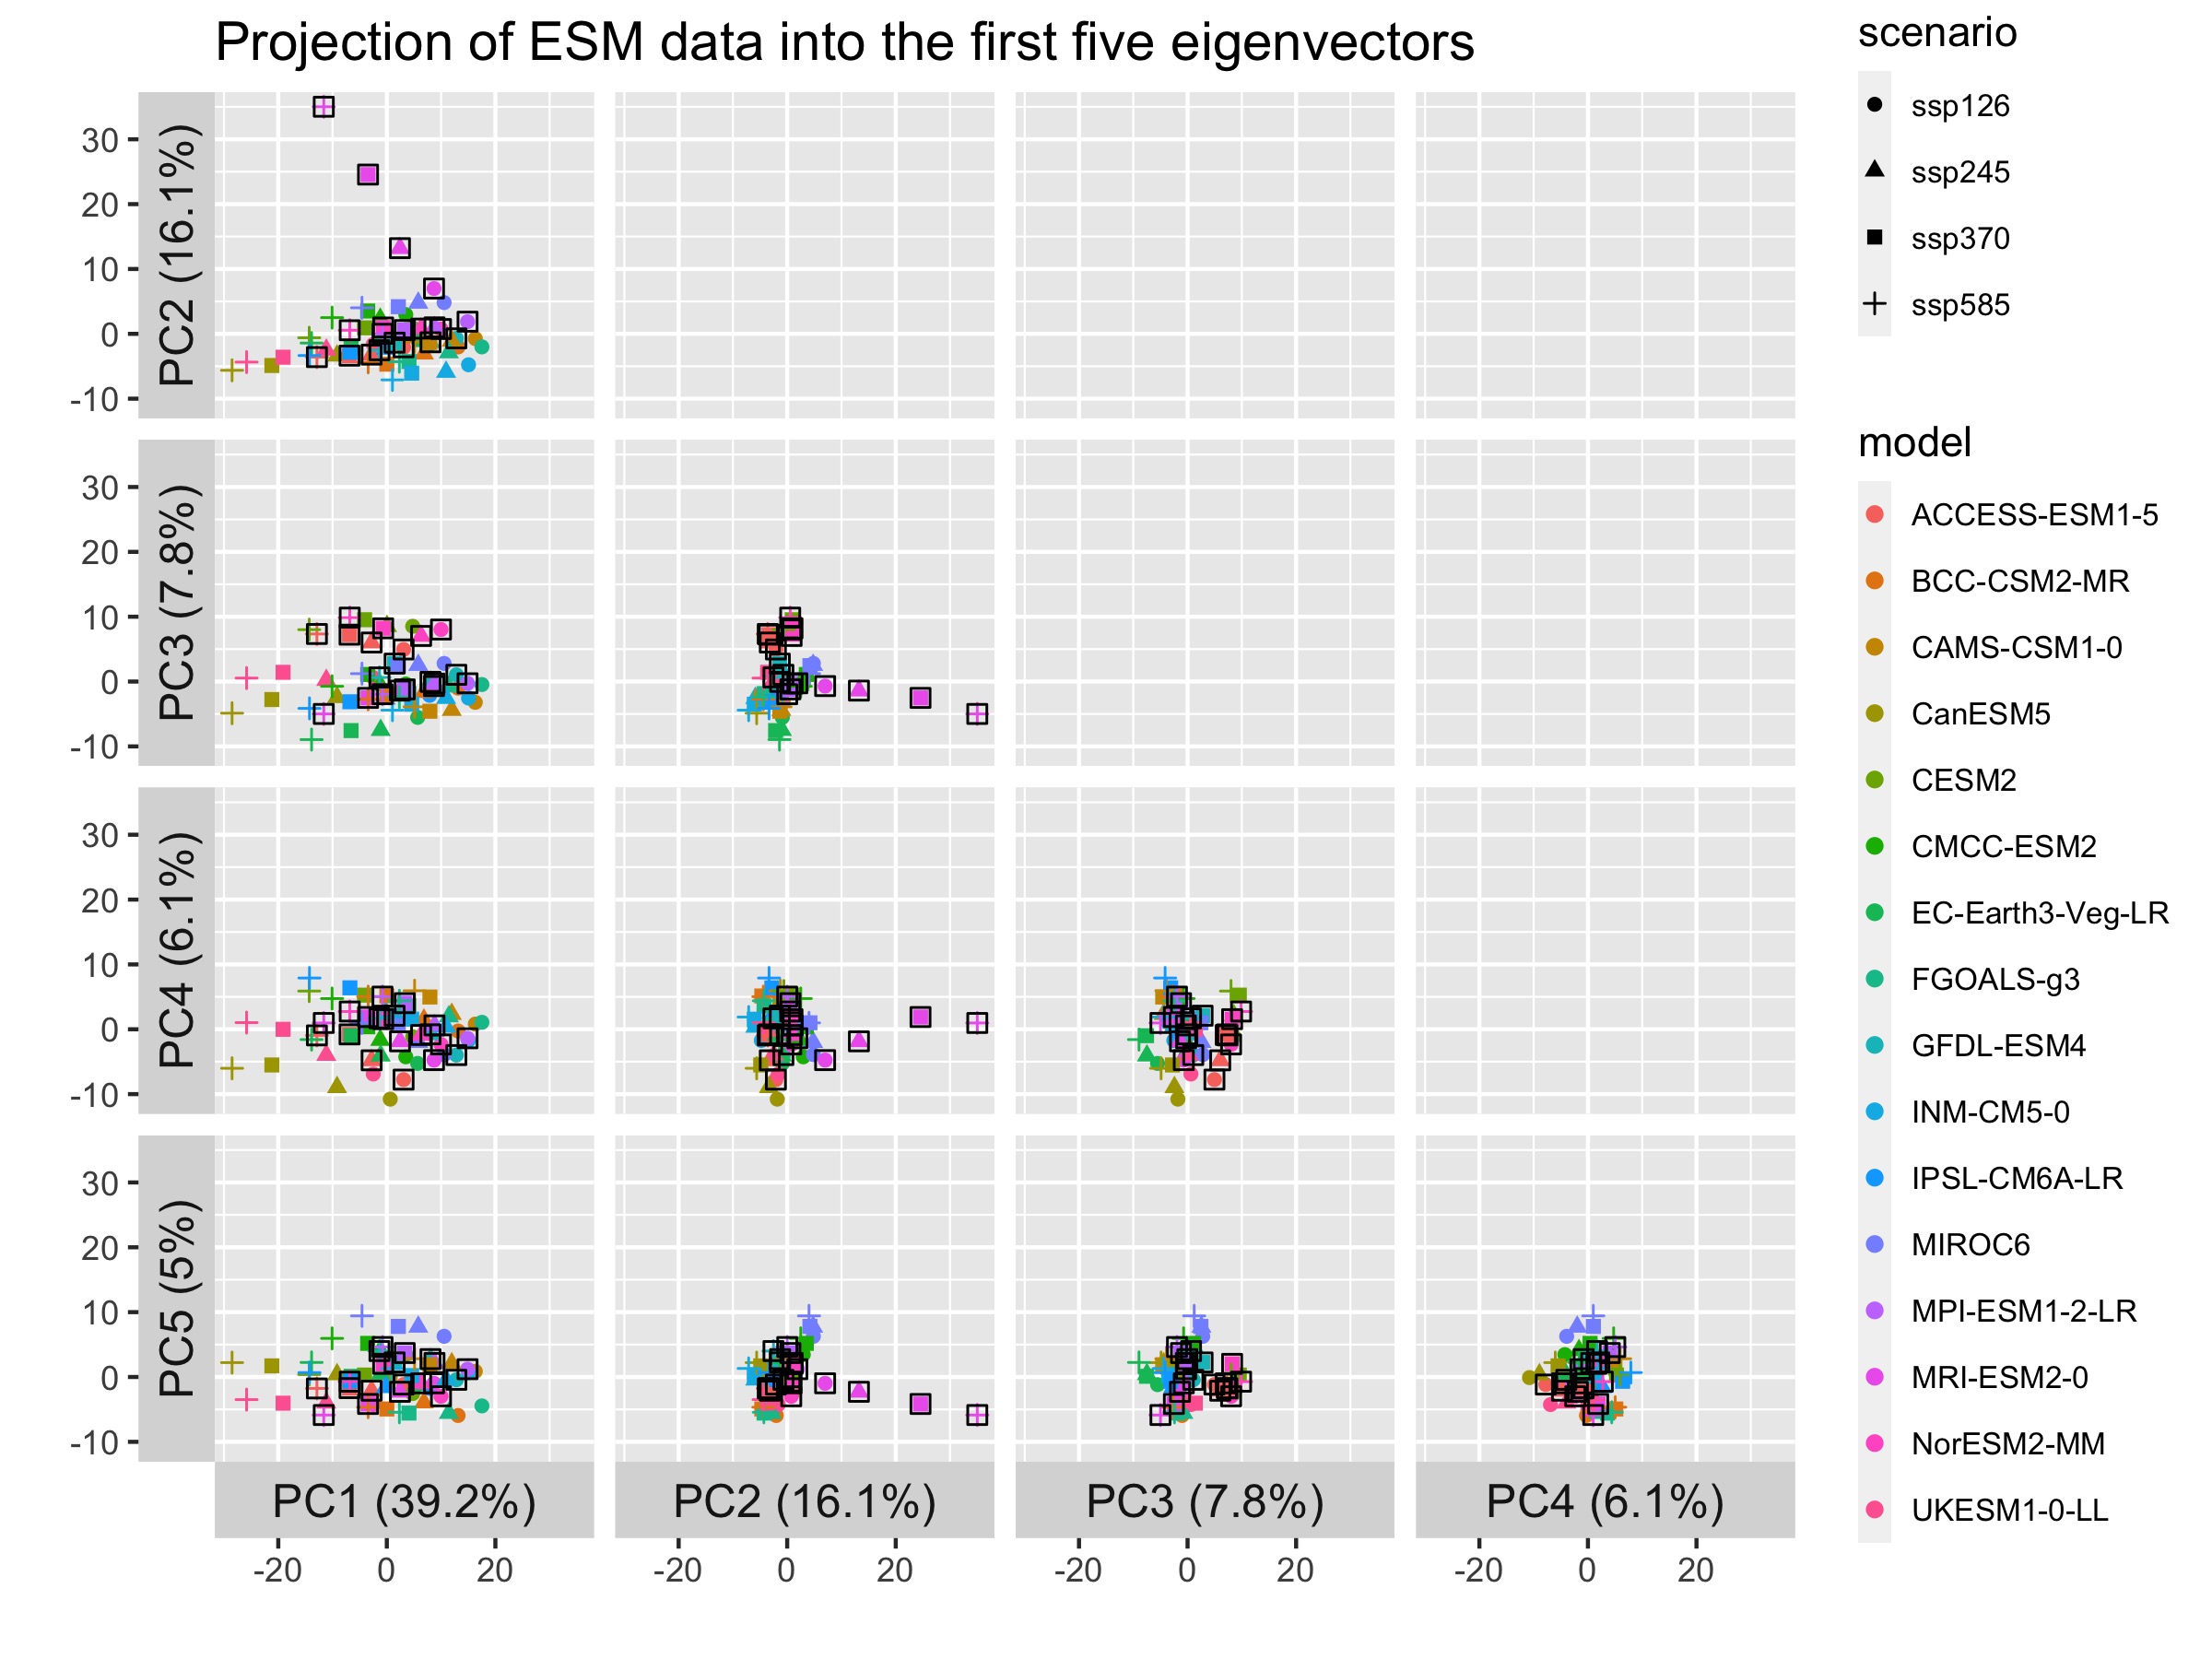 Projection of ESM data into the first five eigenvectors
scenario
ssp126
ssp245
ssp370
ssp585
model
ACCESS-ESM1-5
BCC-CSM2-MR
CAMS-CSM1-0
CanESM5
CESM2
CMCC-ESM2
EC-Earth3-Veg-LR
FGOALS-g3
GFDL-ESM4
INM-CM5-0
IPSL-CM6A-LR
MIROC6
MPI-ESM1-2-LR
MRI-ESM2-0
NorESM2-MM
UKESM1-0-LL
PC2 (16.1%)
30
20
10
0
-10
PC3 (7.8%)
30
20
10
0
-10
PC4 (6.1%)
30
20
10
0
-10
PC5 (5%)
30
20
10
0
-10
PC1 (39.2%) PC2 (16.1%) PC3 (7.8%) PC4 (6.1%)
-20 0 20 -20 0 20 -20 0 20 -20 0 20